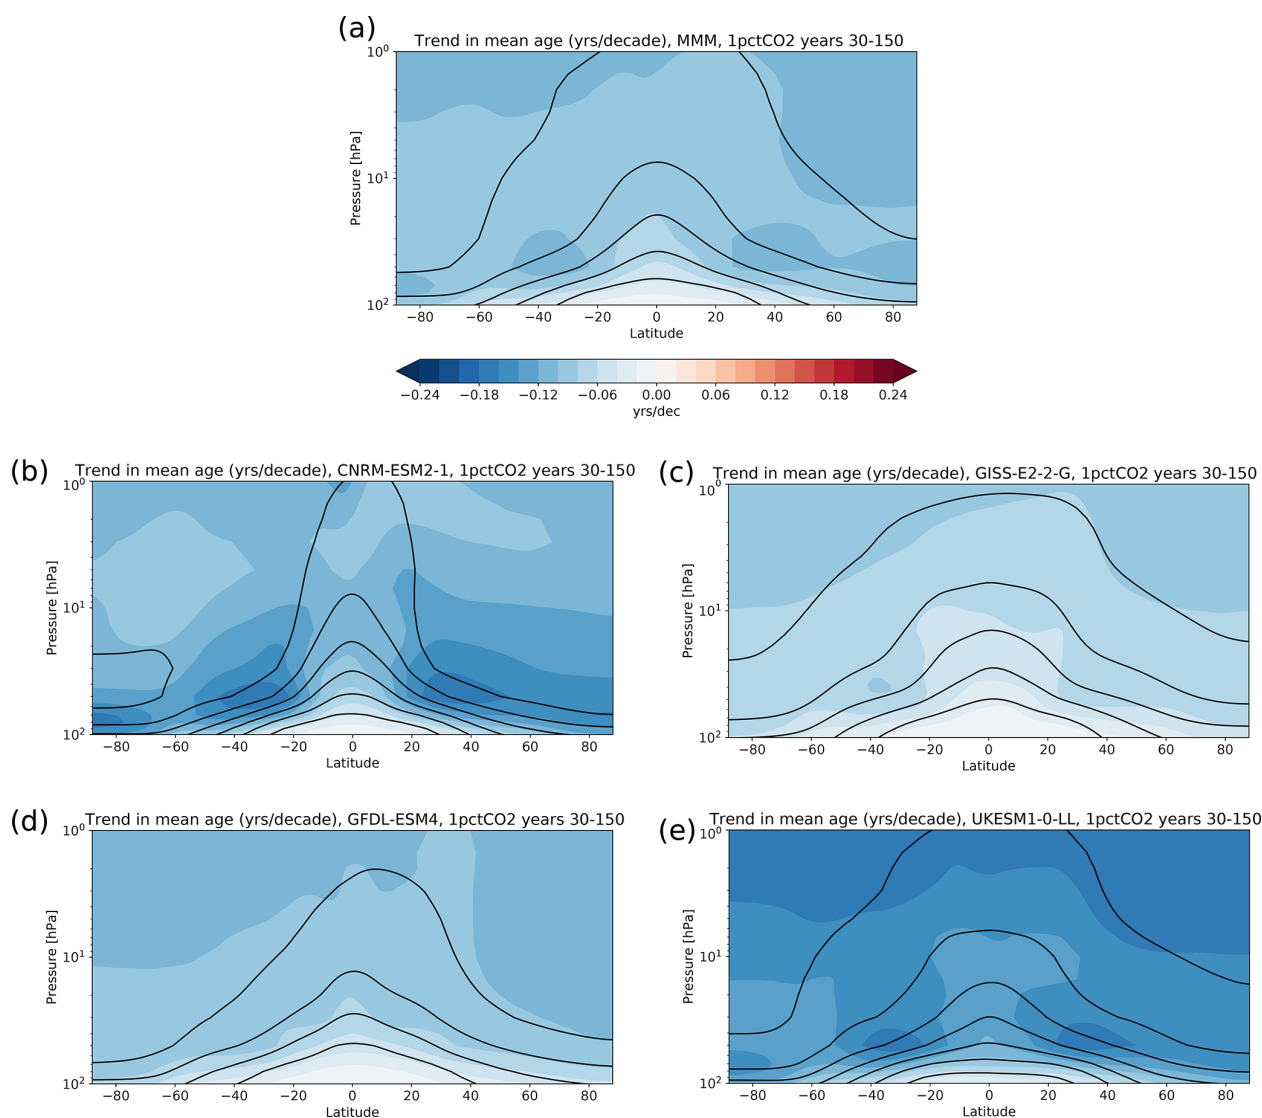 (a)
Trend in mean age (yrs/decade), MMM, 1pctCO2 years 30-150
10⁰
10¹
10²
Pressure [hPa]
−80 −60 −40 −20 0 20 40 60 80
Latitude
−0.24 −0.18 −0.12 −0.06 0.00 0.06 0.12 0.18 0.24
yrs/dec
(b)
Trend in mean age (yrs/decade), CNRM-ESM2-1, 1pctCO2 years 30-150
10⁰
10¹
10²
Pressure [hPa]
−80 −60 −40 −20 0 20 40 60 80
Latitude
(c)
Trend in mean age (yrs/decade), GISS-E2-2-G, 1pctCO2 years 30-150
10⁰
10¹
10²
Pressure [hPa]
−80 −60 −40 −20 0 20 40 60 80
Latitude
(d)
Trend in mean age (yrs/decade), GFDL-ESM4, 1pctCO2 years 30-150
10⁰
10¹
10²
Pressure [hPa]
−80 −60 −40 −20 0 20 40 60 80
Latitude
(e)
Trend in mean age (yrs/decade), UKESM1-0-LL, 1pctCO2 years 30-150
10⁰
10¹
10²
Pressure [hPa]
−80 −60 −40 −20 0 20 40 60 80
Latitude